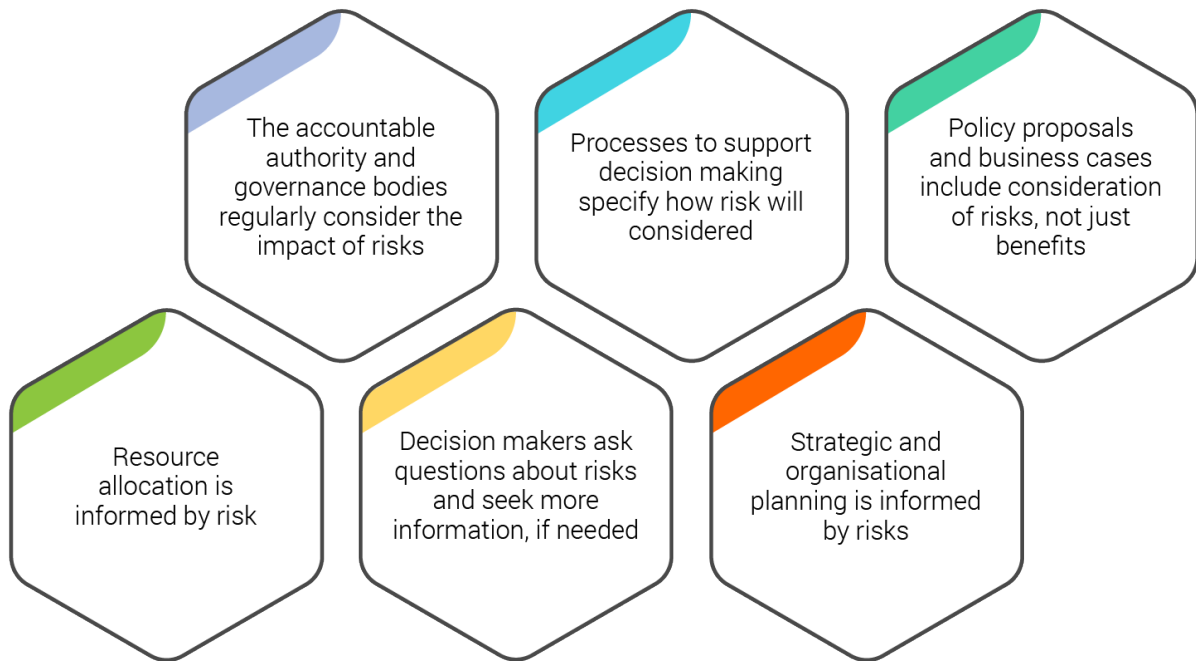 The accountable
authority and
governance bodies
regularly consider the
impact of risks
Processes to support
decision making
specify how risk will
considered
Policy proposals
and business cases
include consideration
of risks, not just
benefits
Resource
allocation is
informed by risk
Decision makers ask
questions about risks
and seek more
information, if needed
Strategic and
organisational
planning is informed
by risks